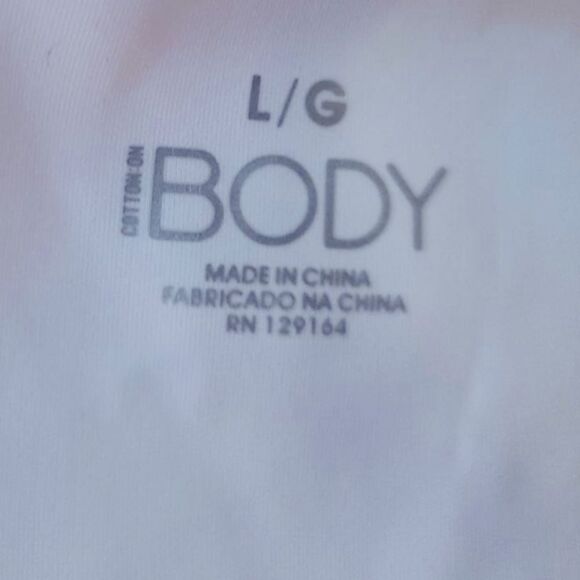 L/G
COTTON:ON
BODY
MADE IN CHINA
FABRICADO NA CHINA
RN 129164